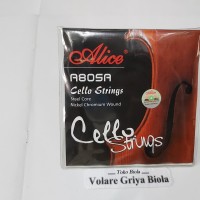 Alice
A805A
Cello Strings
Steel Core
Nickel Chromium Wound
Cello
Strings
Toko Biola
Volare Griya Biola